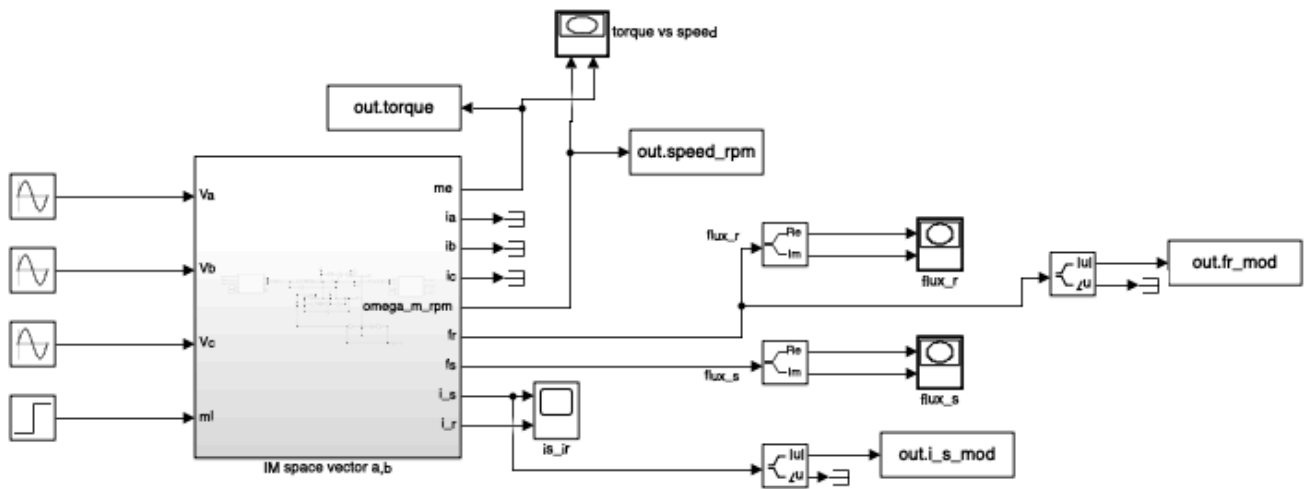 torque vs speed
out.torque
out.speed_rpm
Va
Vb
Vc
ml
me
ia
ib
ic
omega_m_rpm
fr
fs
i_s
i_r
IM space vector a,b
flux_r
Re
Im
flux_r
|u|
∠u
out.fr_mod
flux_s
Re
Im
flux_s
is_ir
|u|
∠u
out.i_s_mod